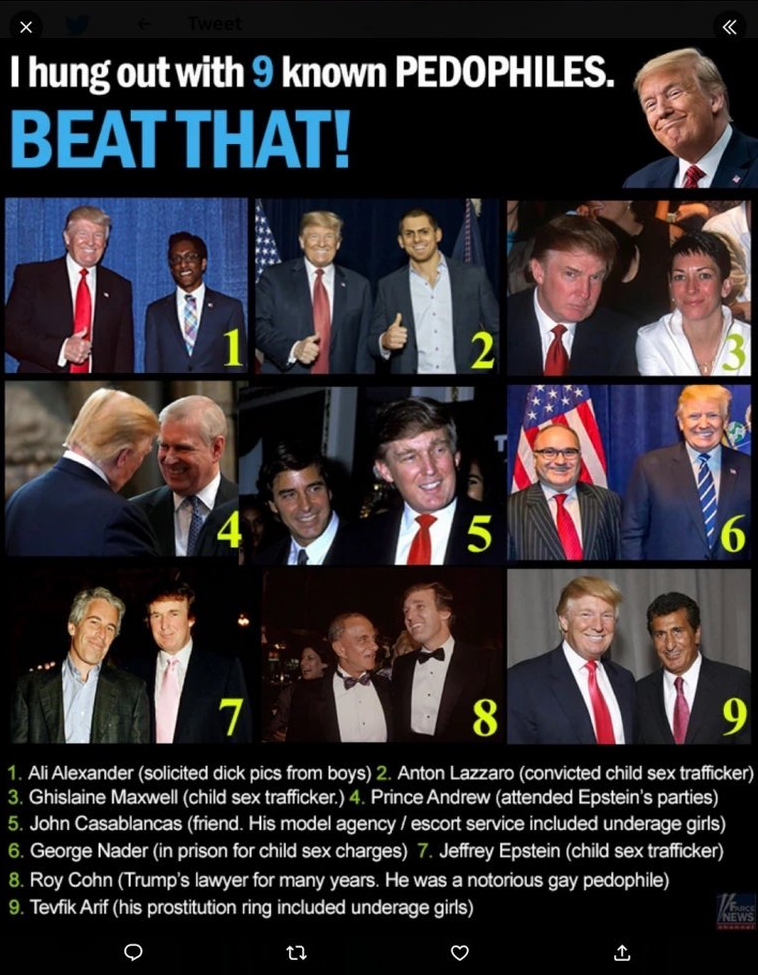 Tweet
I hung out with 9 known PEDOPHILES.
BEAT THAT!
1
2
3
4
5
6
7
8
9
1. Ali Alexander (solicited dick pics from boys) 2. Anton Lazzaro (convicted child sex trafficker)
3. Ghislaine Maxwell (child sex trafficker.) 4. Prince Andrew (attended Epstein's parties)
5. John Casablancas (friend. His model agency / escort service included underage girls)
6. George Nader (in prison for child sex charges) 7. Jeffrey Epstein (child sex trafficker)
8. Roy Cohn (Trump's lawyer for many years. He was a notorious gay pedophile)
9. Tevfik Arif (his prostitution ring included underage girls)
FARCE
NEWS
channel